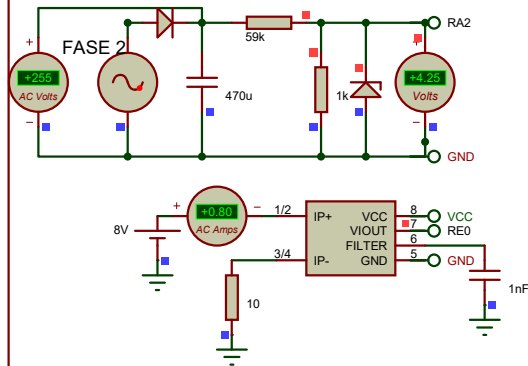 +
FASE 2
59k
+
RA2
+255
AC Volts
470u
1k
+4.25
Volts
−
−
GND
+
+0.80
AC Amps
−
1/2
IP+
VCC
8
VCC
8V
VIOUT
7
RE0
FILTER
6
3/4
IP-
GND
5
GND
10
1nF